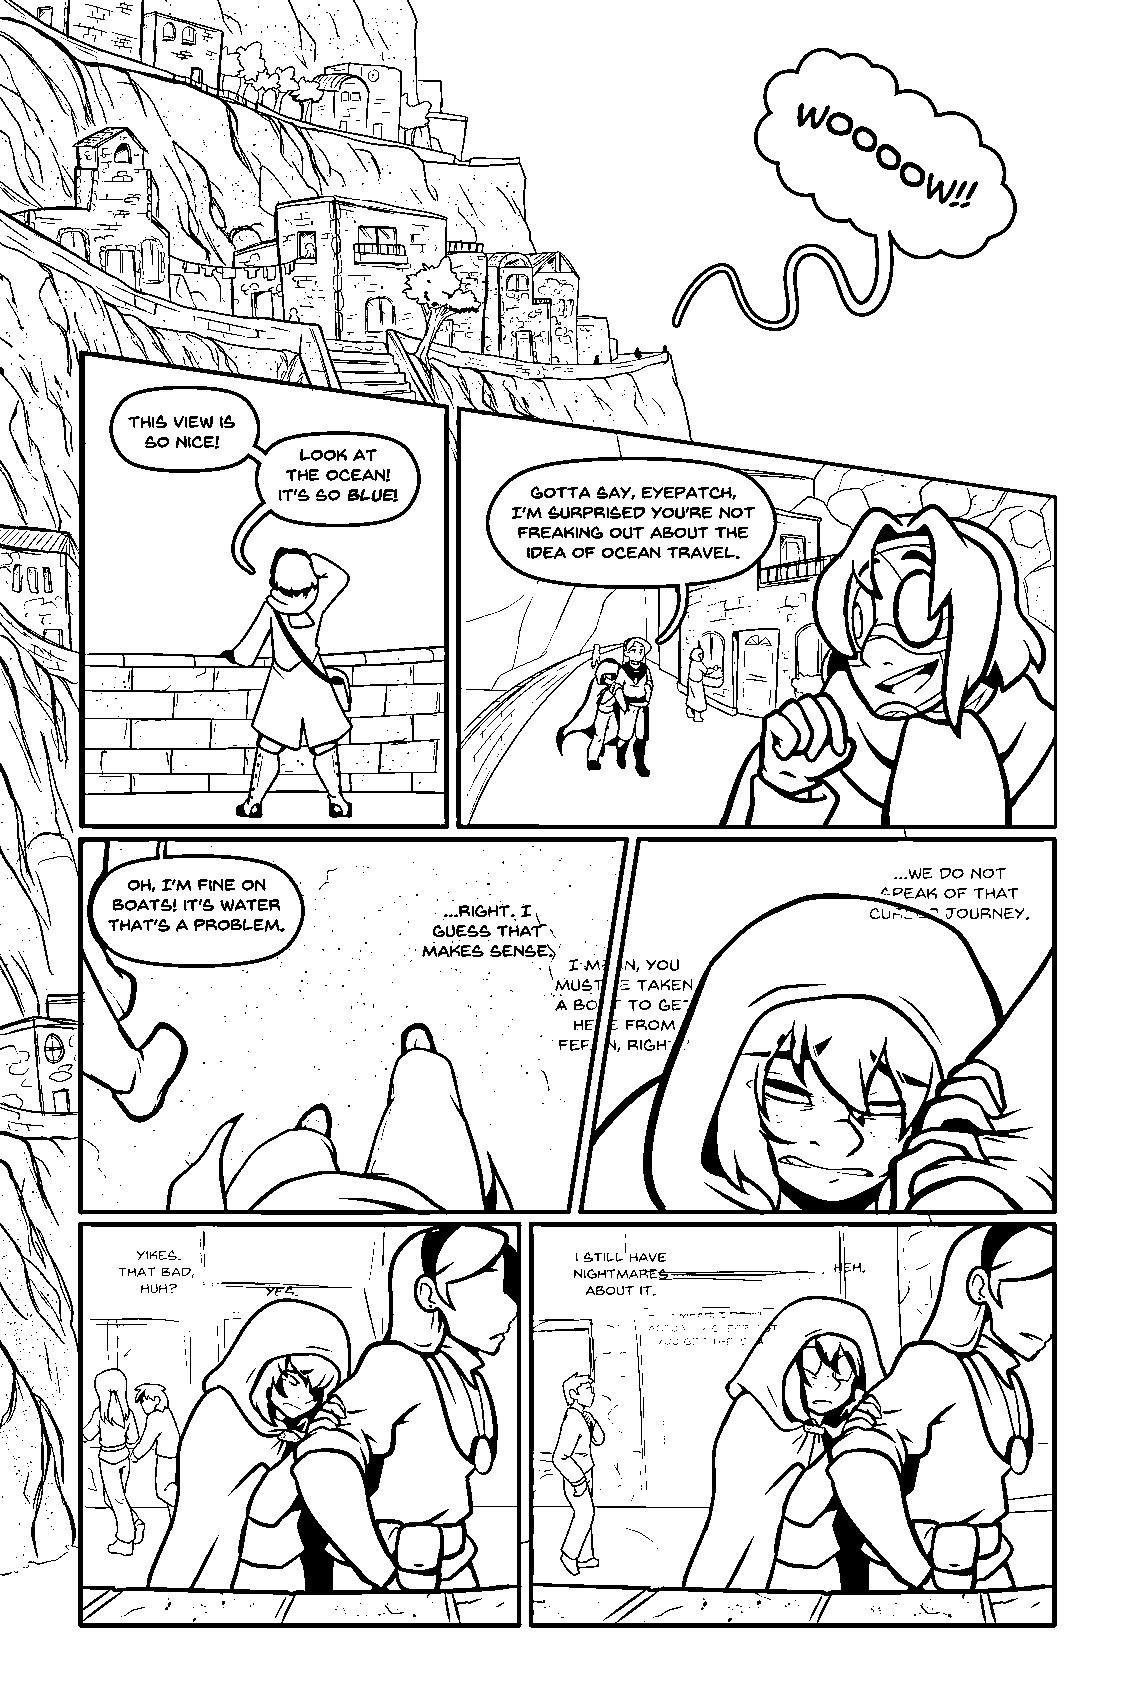 WOOOOW!!
THIS VIEW IS
SO NICE!
LOOK AT
THE OCEAN!
IT'S SO BLUE!
GOTTA SAY, EYEPATCH,
I'M SURPRISED YOU'RE NOT
FREAKING OUT ABOUT THE
IDEA OF OCEAN TRAVEL.
OH, I'M FINE ON
BOATS! IT'S WATER
THAT'S A PROBLEM.
...RIGHT. I
GUESS THAT
MAKES SENSE.
I MEAN, YOU
MUST'VE TAKEN
A BOAT TO GET
HERE FROM
RIGHT
...WE DO NOT
SPEAK OF THAT
CURSED JOURNEY.
YIKES.
THAT BAD,
HUH?
YES.
I STILL HAVE
NIGHTMARES
ABOUT IT.
HEH.